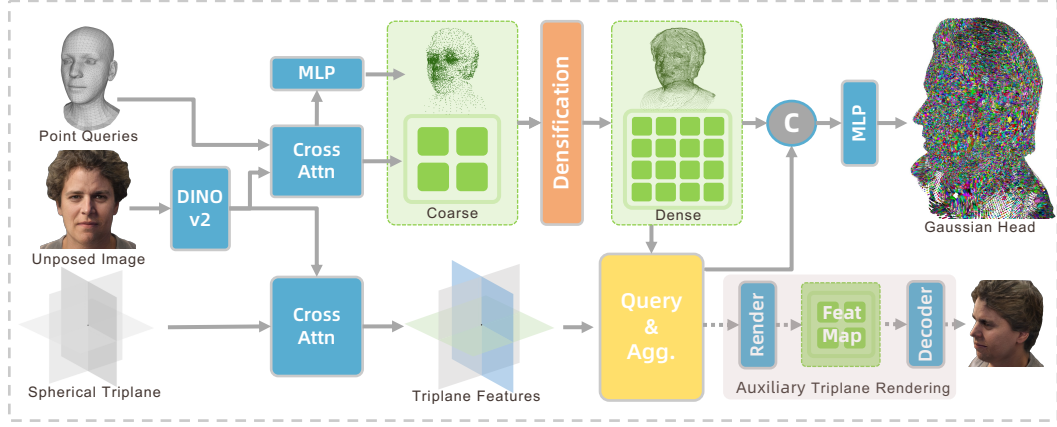 Point Queries
MLP
Cross
Attn
Coarse
Densification
Dense
C
MLP
Gaussian Head
DINO
v2
Unposed Image
Spherical Triplane
Cross
Attn
Triplane Features
Query
&
Agg.
Render
Feat
Map
Decoder
Auxiliary Triplane Rendering